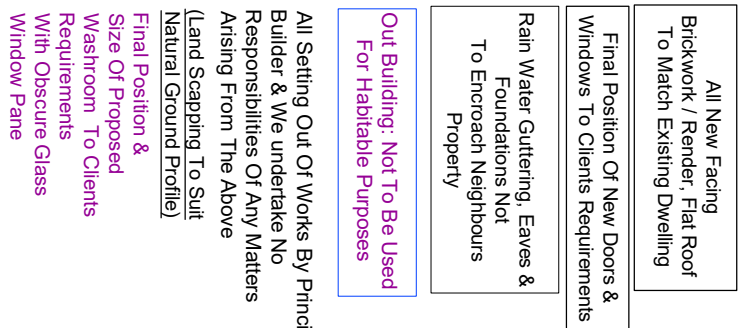 All New Facing
Brickwork / Render, Flat Roof
To Match Existing Dwelling
Final Position Of New Doors &
Windows To Clients Requirements
Rain Water Guttering, Eaves &
Foundations Not
To Encroach Neighbours
Property
Out Building: Not To Be Used
For Habitable Purposes
All Setting Out Of Works By Princi
Builder & We undertake No
Responsibilities Of Any Matters
Arising From The Above
(Land Scapping To Suit
Natural Ground Profile)
Final Position &
Size Of Proposed
Washroom To Clients
Requirements
With Obscure Glass
Window Pane